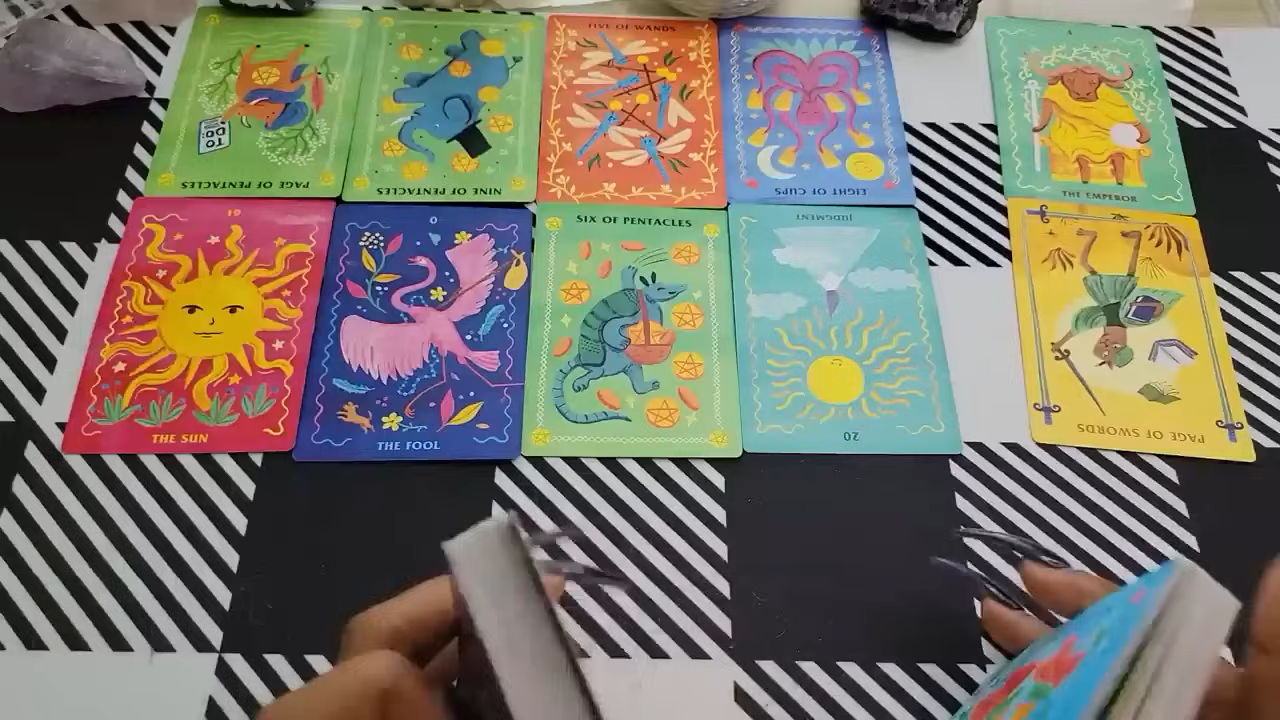 TO
DO
PAGE OF PENTACLES
NINE OF PENTACLES
FIVE OF WANDS
EIGHT OF CUPS
THE EMPEROR
19
THE SUN
0
THE FOOL
SIX OF PENTACLES
JUDGMENT
20
PAGE OF SWORDS